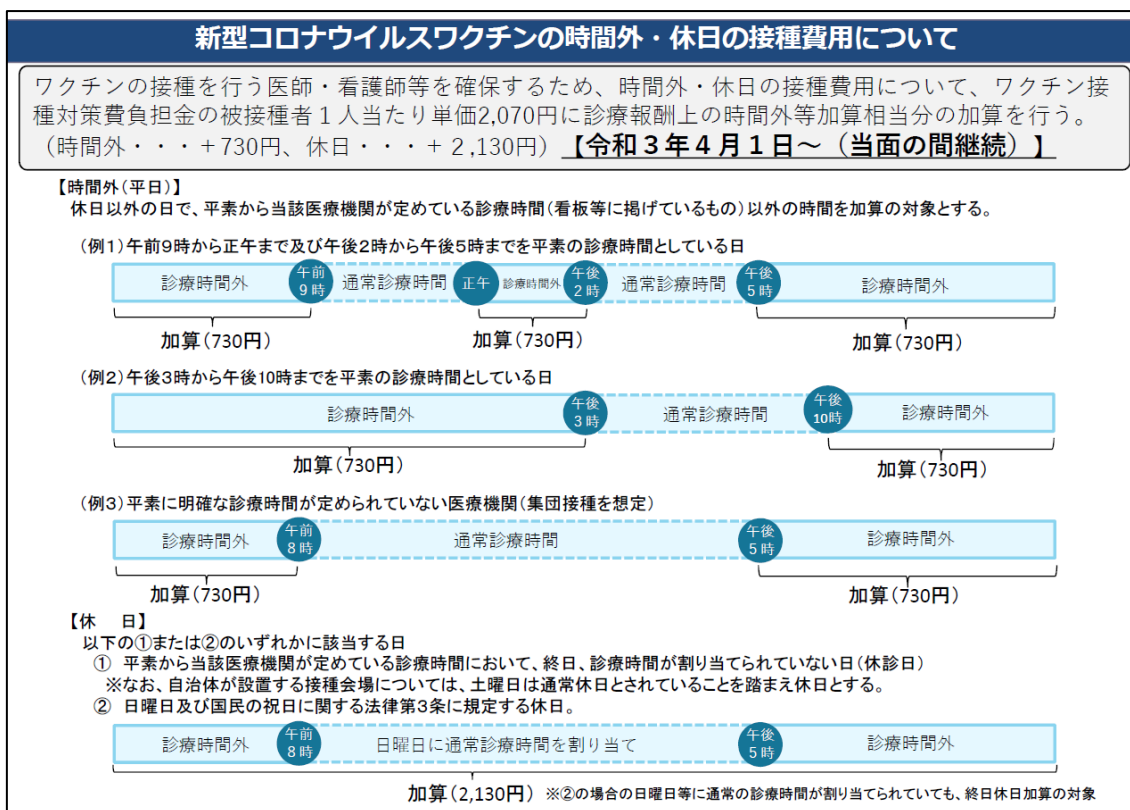 新型コロナウイルスワクチンの時間外・休日の接種費用について
ワクチンの接種を行う医師・看護師等を確保するため、時間外・休日の接種費用について、ワクチン接
種対策費負担金の被接種者１人当たり単価2,070円に診療報酬上の時間外等加算相当分の加算を行う。
（時間外・・・＋730円、休日・・・＋２,130円）【令和３年４月１日～（当面の間継続）】
【時間外（平日）】
休日以外の日で、平素から当該医療機関が定めている診療時間（看板等に掲げているもの）以外の時間を加算の対象とする。
（例１）午前９時から正午まで及び午後２時から午後５時までを平素の診療時間としている日
診療時間外 午前９時 通常診療時間 正午 診療時間外 午後２時 通常診療時間 午後５時 診療時間外
加算（730円） 加算（730円） 加算（730円）
（例２）午後３時から午後10時までを平素の診療時間としている日
診療時間外 午後３時 通常診療時間 午後10時 診療時間外
加算（730円） 加算（730円）
（例３）平素に明確な診療時間が定められていない医療機関（集団接種を想定）
診療時間外 午前８時 通常診療時間 午後５時 診療時間外
加算（730円） 加算（730円）
【休　日】
以下の①または②のいずれかに該当する日
①　平素から当該医療機関が定めている診療時間において、終日、診療時間が割り当てられていない日（休診日）
※なお、自治体が設置する接種会場については、土曜日は通常休日とされていることを踏まえ休日とする。
②　日曜日及び国民の祝日に関する法律第３条に規定する休日。
診療時間外 午前８時 日曜日に通常診療時間を割り当て 午後５時 診療時間外
加算（2,130円） ※②の場合の日曜日等に通常の診療時間が割り当てられていても、終日休日加算の対象